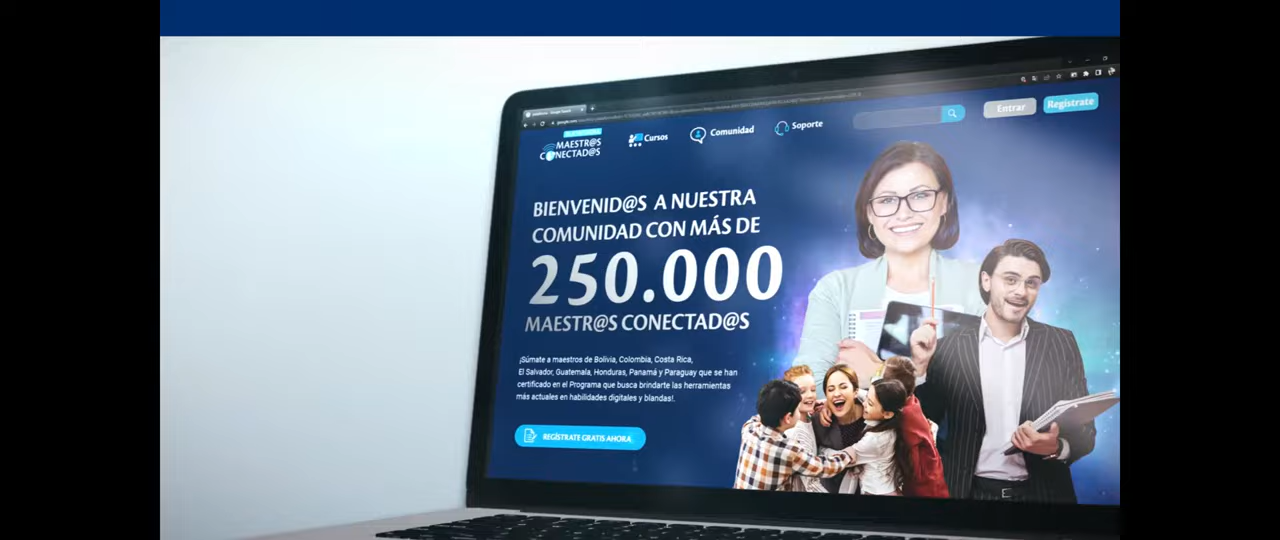 MAESTR@S
CONECTAD@S
Cursos
Comunidad
Soporte
Entrar
Regístrate
BIENVENID@S A NUESTRA
COMUNIDAD CON MÁS DE
250.000
MAESTR@S CONECTAD@S
¡Súmate a maestros de Bolivia, Colombia, Costa Rica,
El Salvador, Guatemala, Honduras, Panamá y Paraguay que se han
certificado en el Programa que busca brindarte las herramientas
más actuales en habilidades digitales y blandas!.
REGÍSTRATE GRATIS AHORA